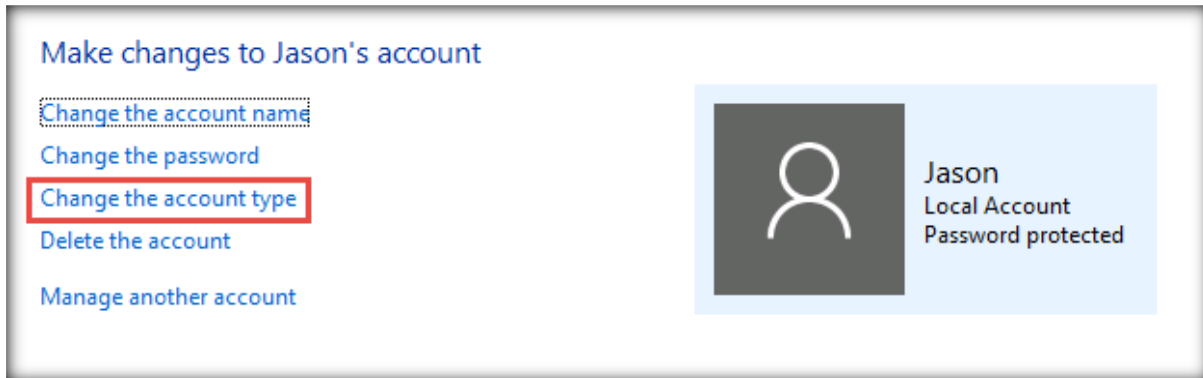 Make changes to Jason's account
Change the account name
Change the password
Change the account type
Delete the account
Manage another account
Jason
Local Account
Password protected